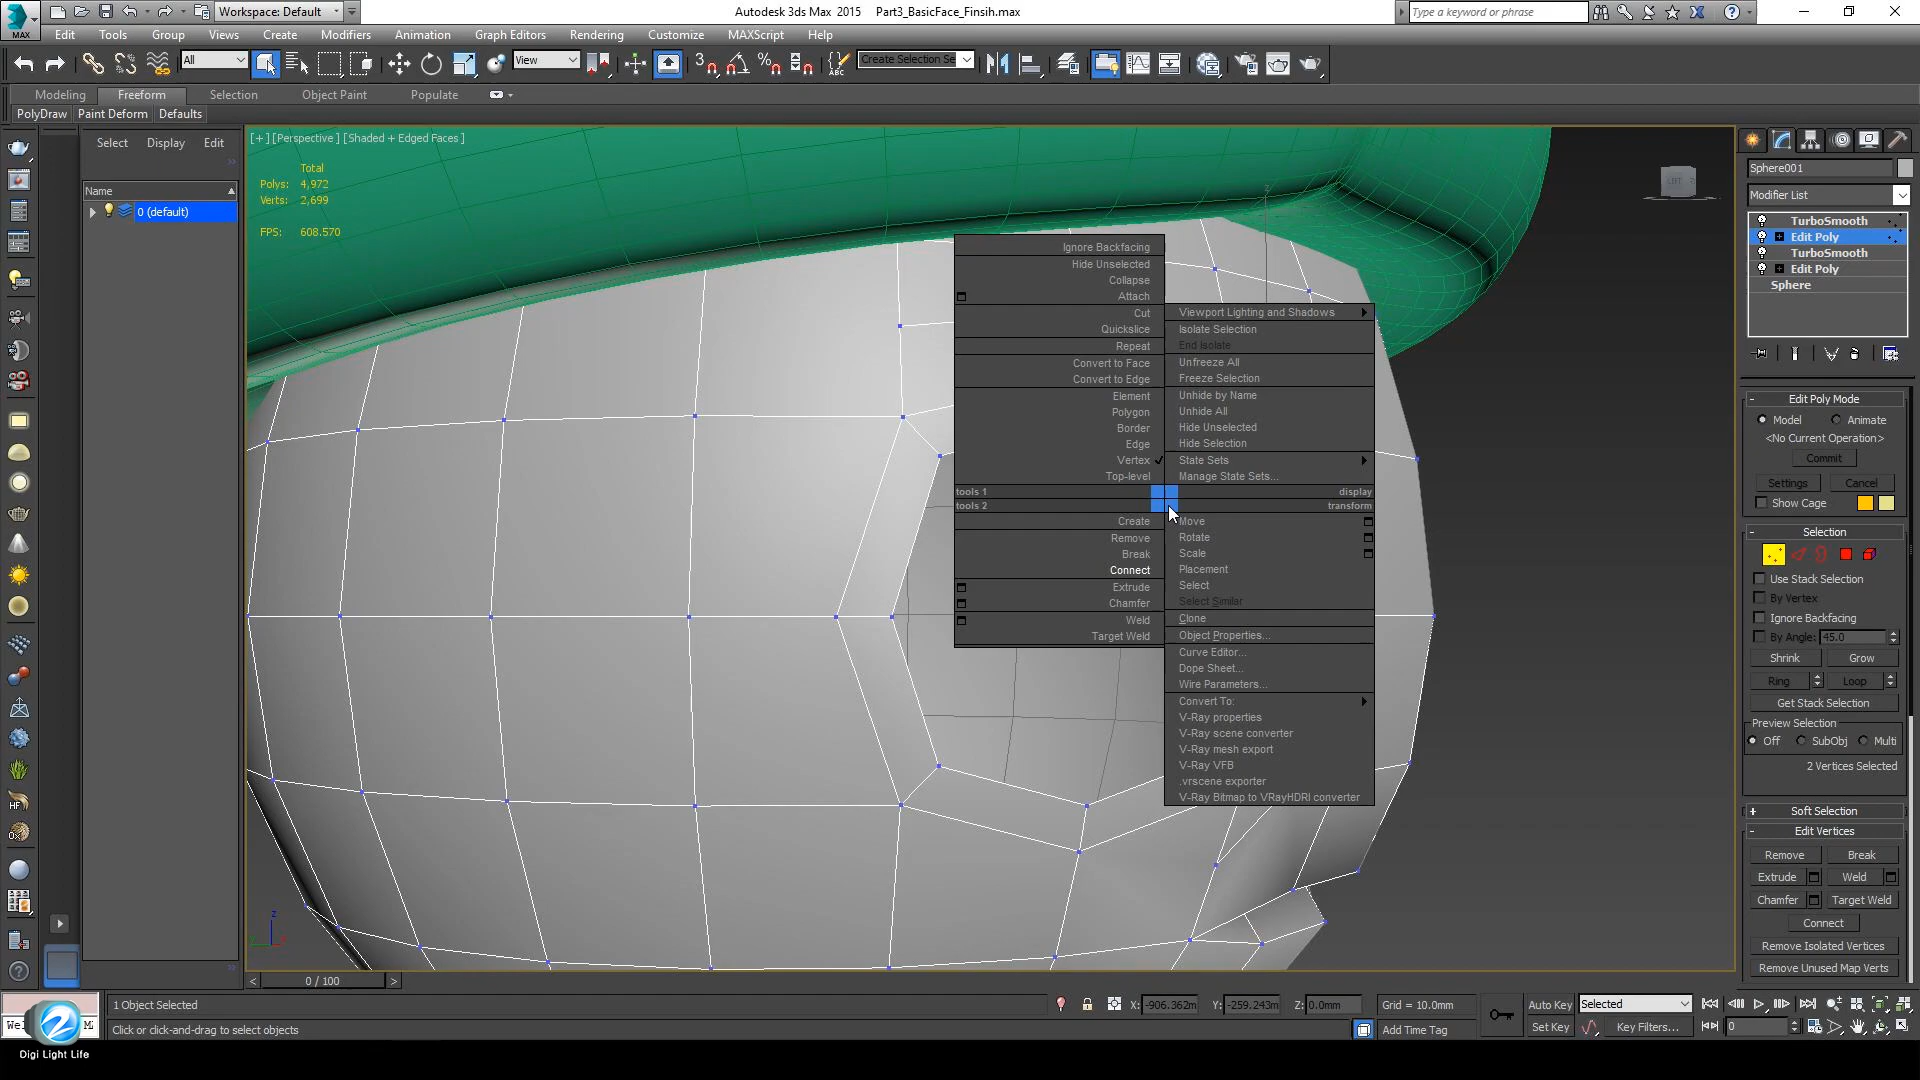 MAX
Workspace: Default
Autodesk 3ds Max 2015 Part3_BasicFace_Finsih.max
Type a keyword or phrase
Edit Tools Group Views Create Modifiers Animation Graph Editors Rendering Customize MAXScript Help
All
View
3
ABC
Create Selection Se
Modeling Freeform Selection Object Paint Populate
PolyDraw Paint Deform Defaults
Select Display Edit
Name
0 (default)
[+] [Perspective ] [Shaded + Edged Faces ]
Total
Polys: 4,972
Verts: 2,699
FPS: 608.570
LEFT
Ignore Backfacing
Hide Unselected
Collapse
Attach
Cut
Quickslice
Repeat
Convert to Face
Convert to Edge
Element
Polygon
Border
Edge
Vertex
Top-level
tools 1
tools 2
Create
Remove
Break
Connect
Extrude
Chamfer
Weld
Target Weld
Viewport Lighting and Shadows
Isolate Selection
End Isolate
Unfreeze All
Freeze Selection
Unhide by Name
Unhide All
Hide Unselected
Hide Selection
State Sets
Manage State Sets...
display
transform
Move
Rotate
Scale
Placement
Select
Select Similar
Clone
Object Properties...
Curve Editor...
Dope Sheet...
Wire Parameters...
Convert To:
V-Ray properties
V-Ray scene converter
V-Ray mesh export
V-Ray VFB
.vrscene exporter
V-Ray Bitmap to VRayHDRI converter
Sphere001
Modifier List
TurboSmooth
Edit Poly
TurboSmooth
Edit Poly
Sphere
Edit Poly Mode
Model Animate
<No Current Operation>
Commit
Settings Cancel
Show Cage
Selection
Use Stack Selection
By Vertex
Ignore Backfacing
By Angle: 45.0
Shrink Grow
Ring Loop
Get Stack Selection
Preview Selection
Off SubObj Multi
2 Vertices Selected
Soft Selection
Edit Vertices
Remove Break
Extrude Weld
Chamfer Target Weld
Connect
Remove Isolated Vertices
Remove Unused Map Verts
HF
z
z
0 / 100
1 Object Selected
X: -906.362m Y: -259.243m Z: 0.0mm Grid = 10.0mm
Auto Key Selected
Click or click-and-drag to select objects
Add Time Tag
Set Key Key Filters... 0
Digi Light Life